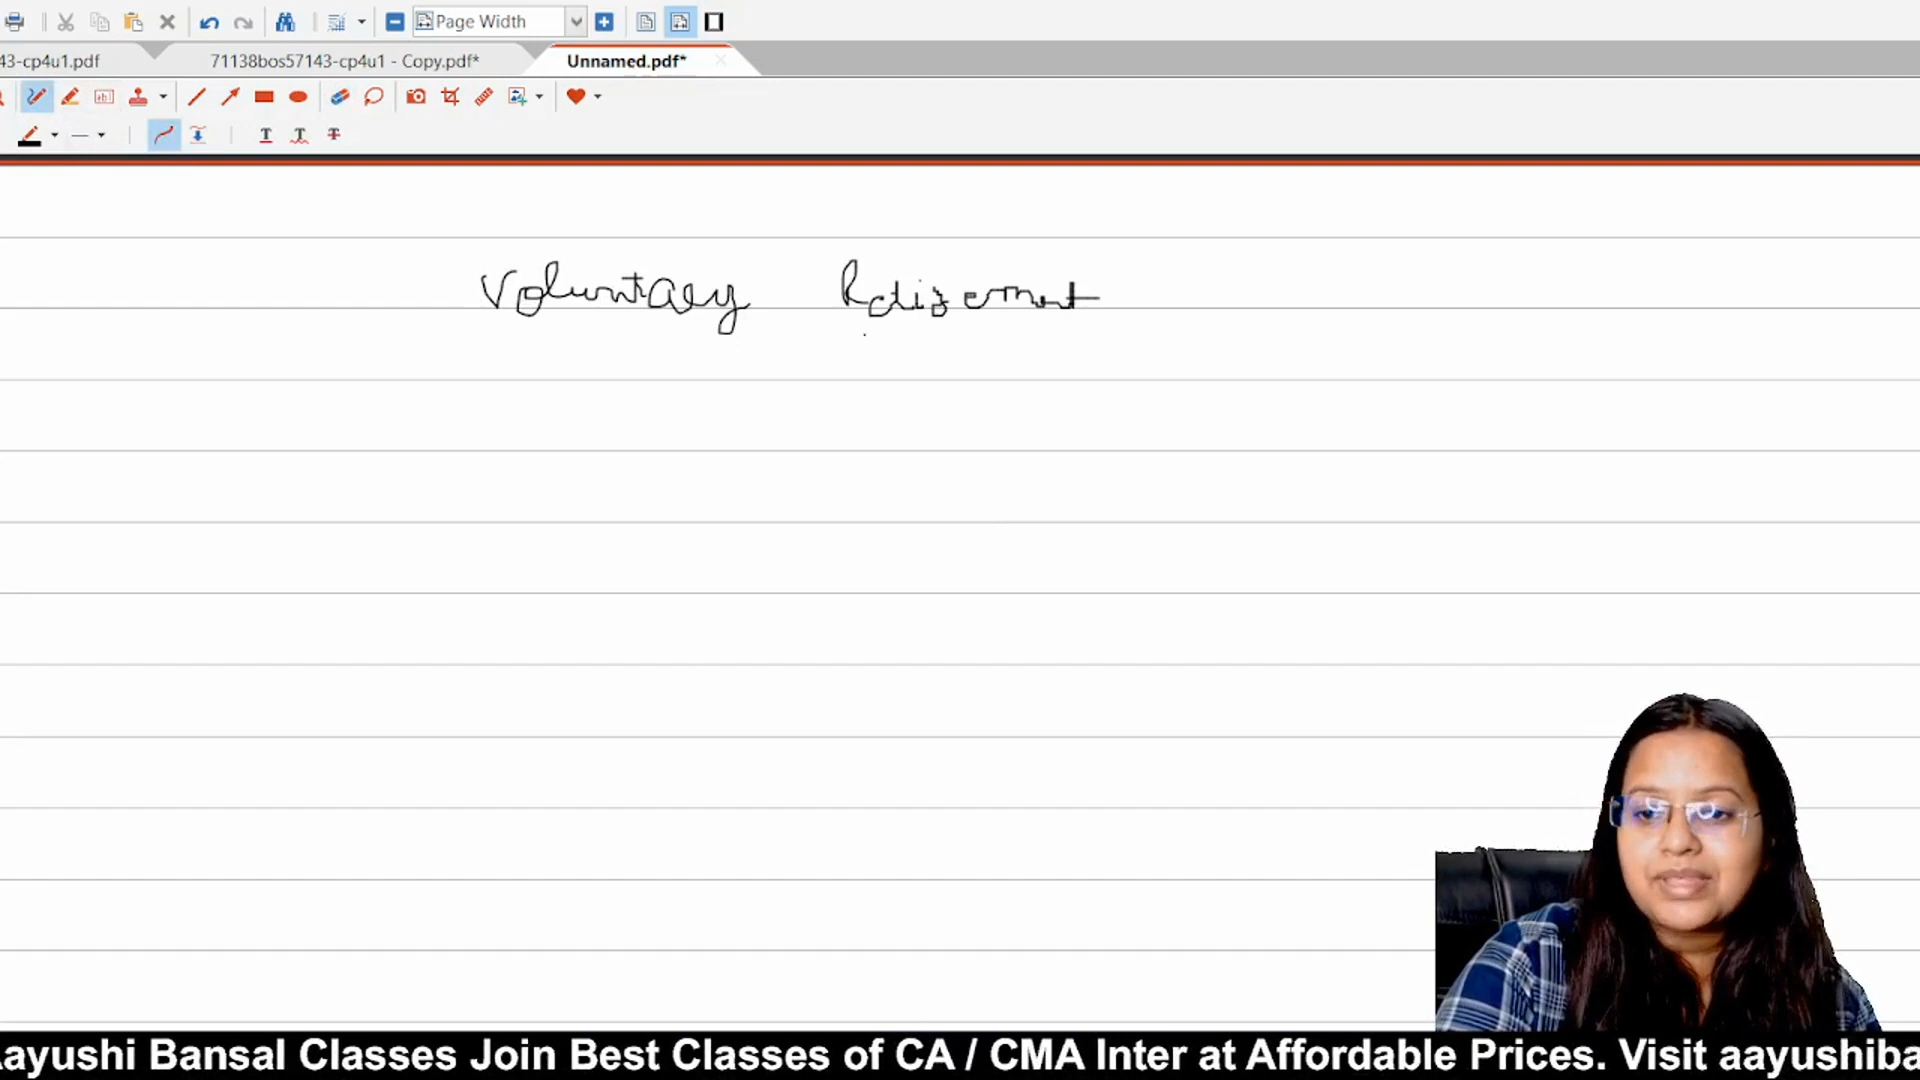 Page Width
43-cp4u1.pdf
71138bos57143-cp4u1 - Copy.pdf*
Unnamed.pdf*
Voluntary Retirement
Aayushi Bansal Classes Join Best Classes of CA / CMA Inter at Affordable Prices. Visit aayushiba